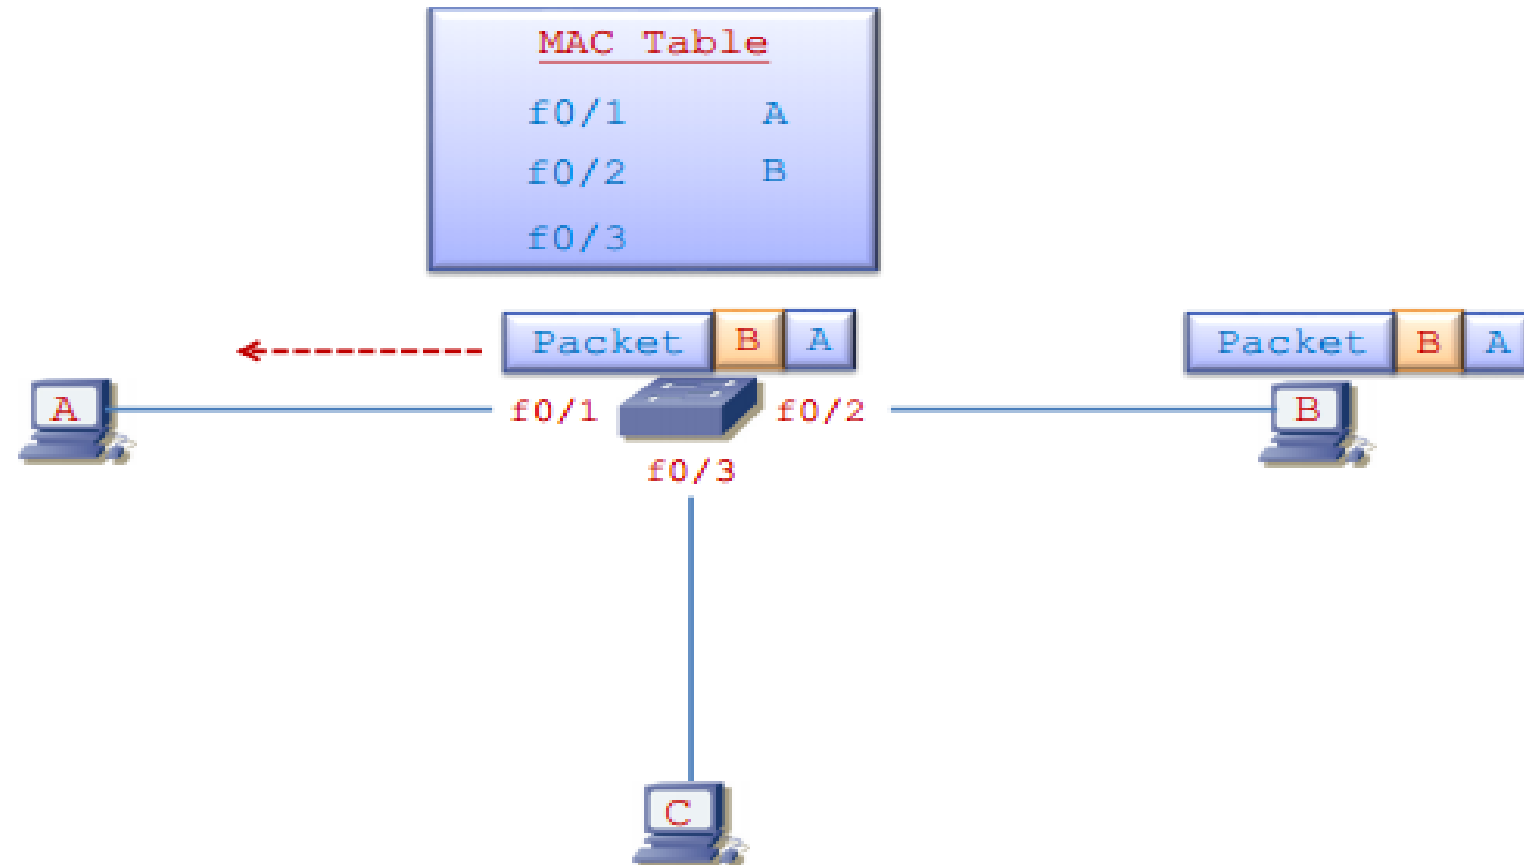 MAC Table
f0/1 A
f0/2 B
f0/3
Packet B A
Packet B A
A
f0/1
f0/2
B
f0/3
C